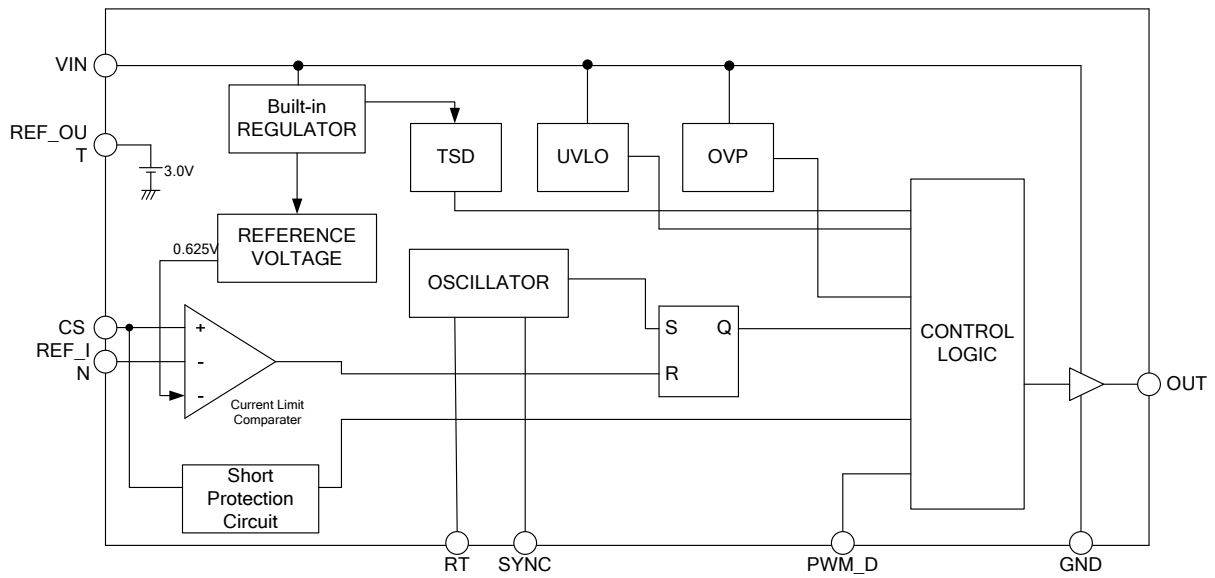 VIN
REF_OU
T
3.0V
Built-in
REGULATOR
TSD
UVLO
OVP
REFERENCE
VOLTAGE
0.625V
OSCILLATOR
CS
REF_I
N
+
-
-
Current Limit
Comparater
S Q
R
CONTROL
LOGIC
OUT
Short
Protection
Circuit
RT
SYNC
PWM_D
GND